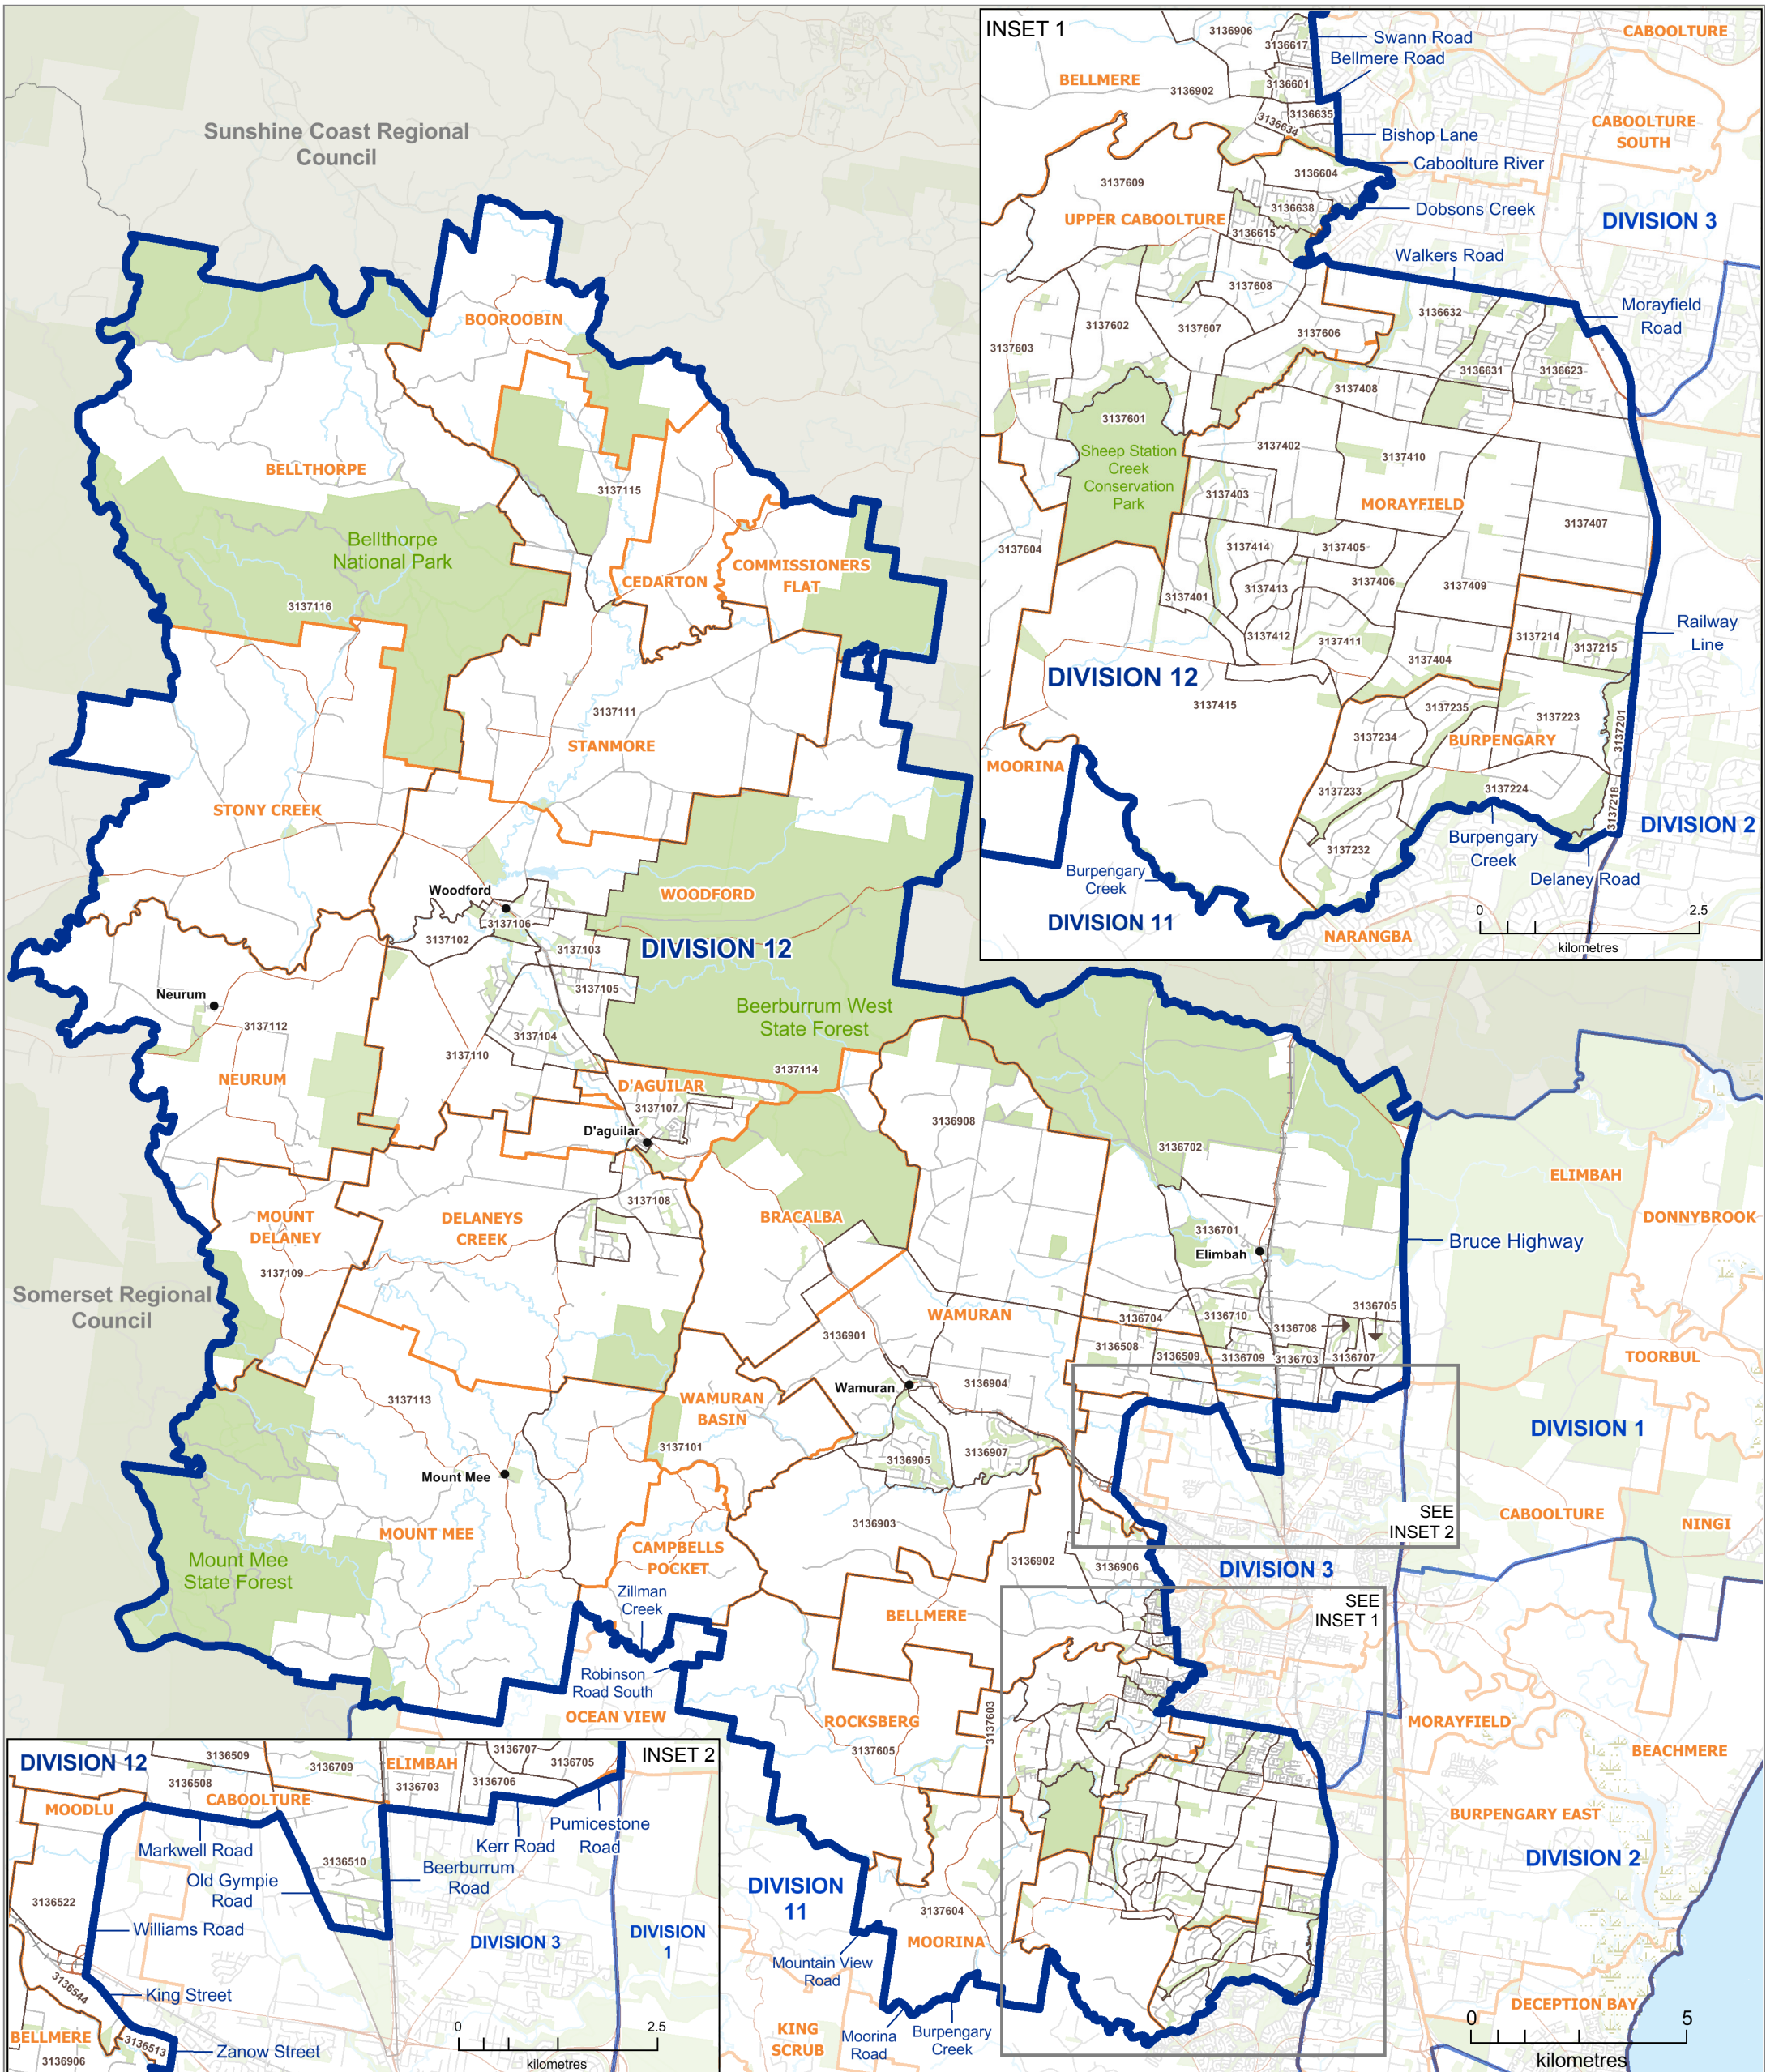 Sunshine Coast Regional
Council
BOOROOBIN
BELLTHORPE
3137115
Bellthorpe
National Park
3137116
CEDARTON
COMMISSIONERS
FLAT
3137111
STANMORE
STONY CREEK
WOODFORD
Woodford
3137106
3137102
3137103
DIVISION 12
3137105
Neurum
3137112
Beerburrum West
State Forest
3137104
3137110
NEURUM
D'AGUILAR
3137114
3137107
D'aguilar
3136908
3136702
3137108
MOUNT
DELANEY
DELANEYS
CREEK
BRACALBA
3136701
Elimbah
3137109
Somerset Regional
Council
WAMURAN
3136901
3136704
3136710
3136708
3136705
3136508
3136509
3136709
3136703
3136707
3137113
Wamuran
3136904
WAMURAN
BASIN
3137101
3136905
3136907
Mount Mee
3136903
MOUNT MEE
Mount Mee
State Forest
CAMPBELLS
POCKET
3136902
3136906
Zillman
Creek
BELLMERE
Robinson
Road South
OCEAN VIEW
ROCKSBERG
3137605
3137603
3137604
MOORINA
DIVISION
11
Mountain View
Road
KING
SCRUB
Moorina
Road
Burpengary
Creek
SEE
INSET 2
SEE
INSET 1
DIVISION 3
ELIMBAH
DONNYBROOK
Bruce Highway
TOORBUL
DIVISION 1
CABOOLTURE
NINGI
MORAYFIELD
BEACHMERE
BURPENGARY EAST
DIVISION 2
DECEPTION BAY
0
5
kilometres
INSET 1
3136906
3136617
Swann Road
Bellmere Road
CABOOLTURE
BELLMERE
3136902
3136601
3136635
3136634
CABOOLTURE
SOUTH
Bishop Lane
Caboolture River
3137609
3136604
3136638
Dobsons Creek
UPPER CABOOLTURE
3136615
DIVISION 3
Walkers Road
3137608
Morayfield
Road
3137602
3137607
3137606
3136632
3137603
3136631
3136623
3137408
3137601
Sheep Station
Creek
Conservation
Park
3137402
3137410
3137403
MORAYFIELD
3137407
3137604
3137414
3137405
3137406
3137409
3137401
3137413
3137412
3137411
3137214
3137215
Railway
Line
3137404
DIVISION 12
3137415
3137235
3137223
3137201
3137234
BURPENGARY
MOORINA
3137233
3137224
3137218
3137232
Burpengary
Creek
DIVISION 2
Burpengary
Creek
Delaney Road
DIVISION 11
NARANGBA
0
2.5
kilometres
INSET 2
DIVISION 12
3136509
3136709
ELIMBAH
3136707
3136705
3136508
3136703
3136706
MOODLU
CABOOLTURE
Markwell Road
Kerr Road
Pumicestone
Road
3136510
Beerburrum
Road
Old Gympie
Road
3136522
Williams Road
DIVISION 3
DIVISION
1
3136544
King Street
BELLMERE
3136513
Zanow Street
3136906
0
2.5
kilometres